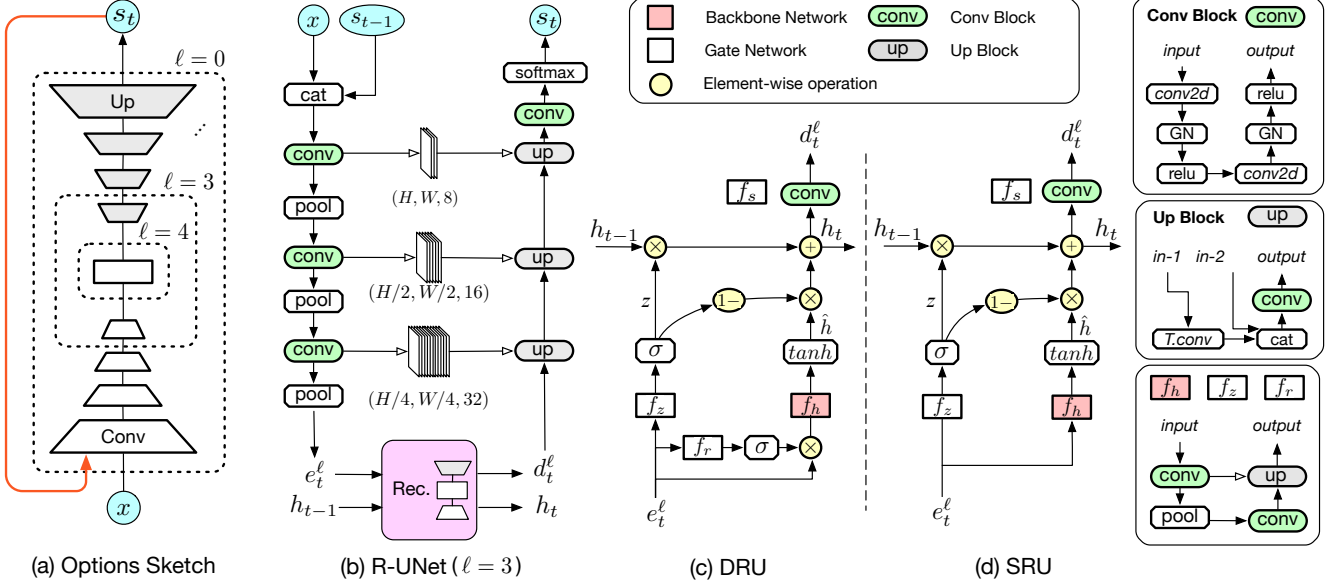 s_t
ℓ = 0
Up
...
ℓ = 3
ℓ = 4
Conv
x
(a) Options Sketch
x
s_{t-1}
s_t
cat
softmax
conv
conv
up
(H, W, 8)
pool
conv
up
(H/2, W/2, 16)
pool
conv
up
(H/4, W/4, 32)
pool
e_t^ℓ
Rec.
d_t^ℓ
h_{t-1}
h_t
(b) R-UNet (ℓ = 3)
Backbone Network
conv
Conv Block
Gate Network
up
Up Block
Element-wise operation
d_t^ℓ
f_s
conv
h_{t-1}
×
+
h_t
z
1-
×
ĥ
σ
tanh
f_z
f_h
f_r
σ
×
e_t^ℓ
(c) DRU
d_t^ℓ
f_s
conv
h_{t-1}
×
+
h_t
z
1-
×
ĥ
σ
tanh
f_z
f_h
e_t^ℓ
(d) SRU
Conv Block
conv
input
output
conv2d
relu
GN
GN
relu
conv2d
Up Block
up
in-1
in-2
output
conv
T.conv
cat
f_h
f_z
f_r
input
output
conv
up
pool
conv